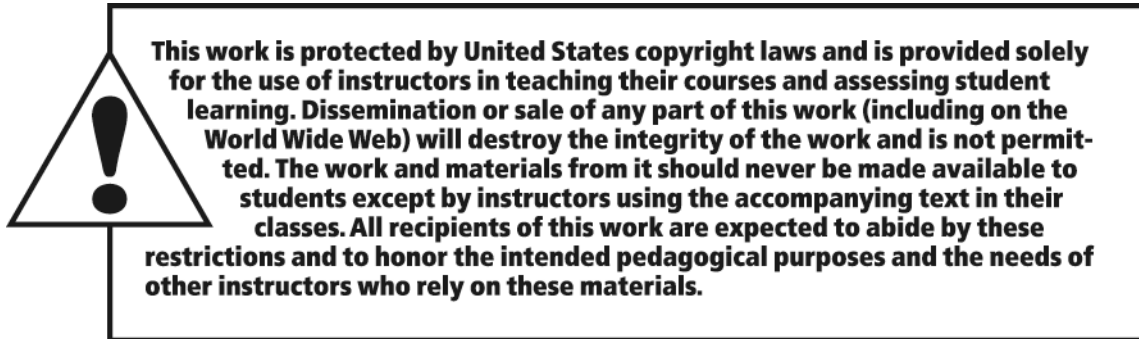 This work is protected by United States copyright laws and is provided solely
for the use of instructors in teaching their courses and assessing student
learning. Dissemination or sale of any part of this work (including on the
World Wide Web) will destroy the integrity of the work and is not permit-
ted. The work and materials from it should never be made available to
students except by instructors using the accompanying text in their
classes. All recipients of this work are expected to abide by these
restrictions and to honor the intended pedagogical purposes and the needs of
other instructors who rely on these materials.